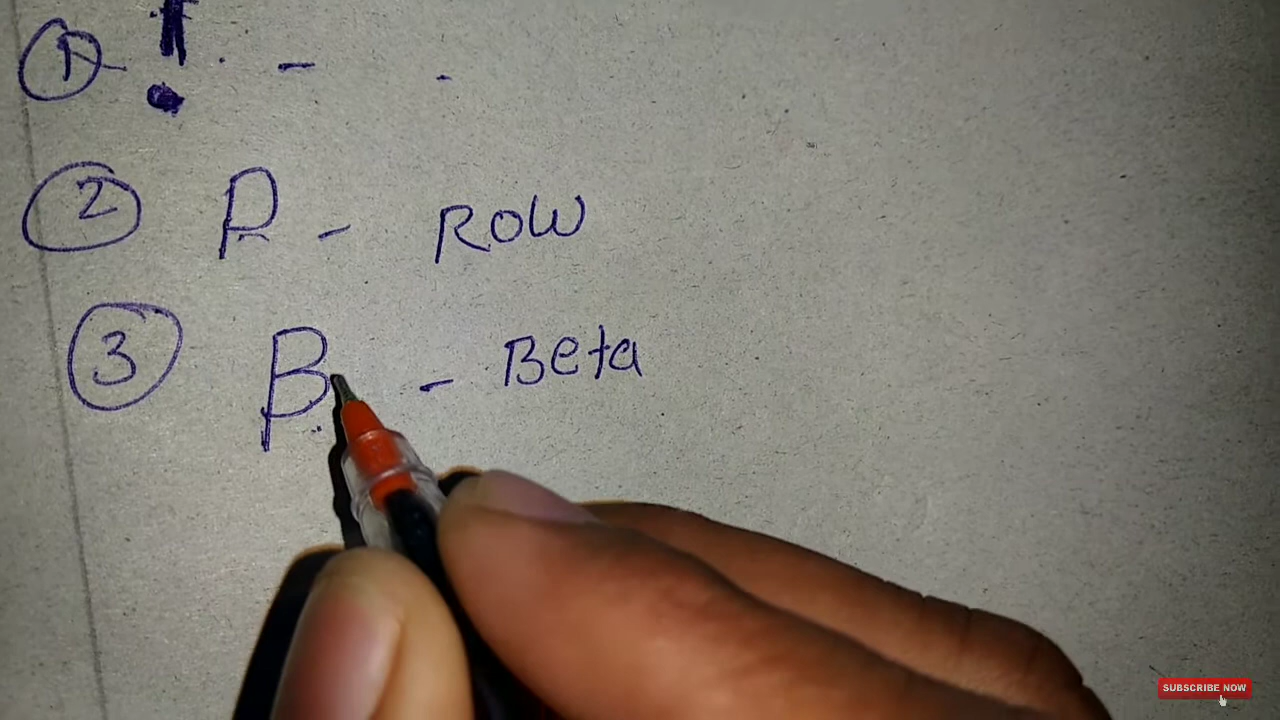 ① ! - -
② ρ - ROW
③ β - Beta
SUBSCRIBE NOW